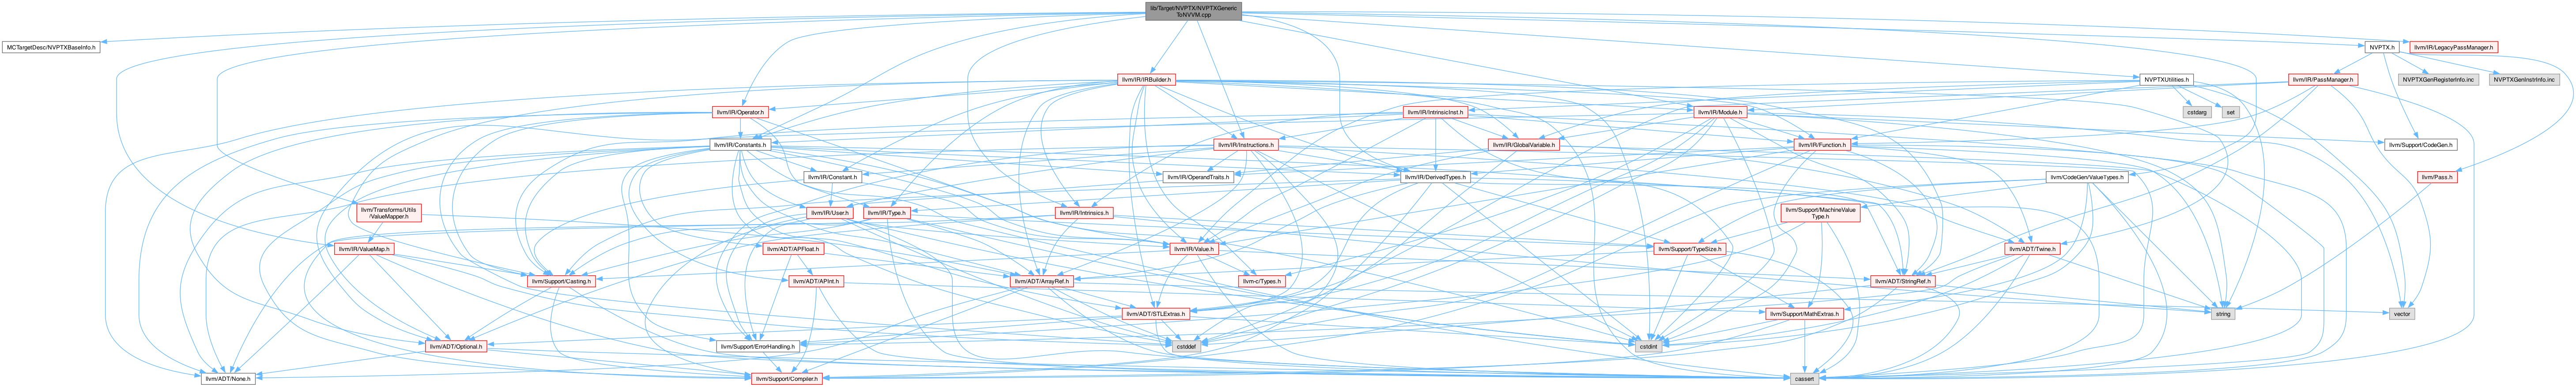 lib/Target/NVPTX/NVPTXGeneric
ToNVVM.cpp
MCTargetDesc/NVPTXBaseInfo.h
NVPTX.h
llvm/IR/LegacyPassManager.h
llvm/IR/IRBuilder.h
NVPTXUtilities.h
llvm/IR/PassManager.h
NVPTXGenRegisterInfo.inc
NVPTXGenInstrInfo.inc
llvm/IR/Operator.h
llvm/IR/IntrinsicInst.h
llvm/IR/Module.h
cstdarg
set
llvm/IR/Constants.h
llvm/IR/Instructions.h
llvm/IR/GlobalVariable.h
llvm/IR/Function.h
llvm/Support/CodeGen.h
llvm/IR/Constant.h
llvm/IR/OperandTraits.h
llvm/IR/DerivedTypes.h
llvm/CodeGen/ValueTypes.h
llvm/Pass.h
llvm/Transforms/Utils
/ValueMapper.h
llvm/IR/User.h
llvm/IR/Type.h
llvm/IR/Intrinsics.h
llvm/Support/MachineValue
Type.h
llvm/IR/ValueMap.h
llvm/ADT/APFloat.h
llvm/IR/Value.h
llvm/Support/TypeSize.h
llvm/ADT/Twine.h
llvm/Support/Casting.h
llvm/ADT/APInt.h
llvm/ADT/ArrayRef.h
llvm-c/Types.h
llvm/ADT/StringRef.h
llvm/ADT/STLExtras.h
llvm/Support/MathExtras.h
string
vector
llvm/ADT/Optional.h
llvm/Support/ErrorHandling.h
cstddef
cstdint
llvm/ADT/None.h
llvm/Support/Compiler.h
cassert